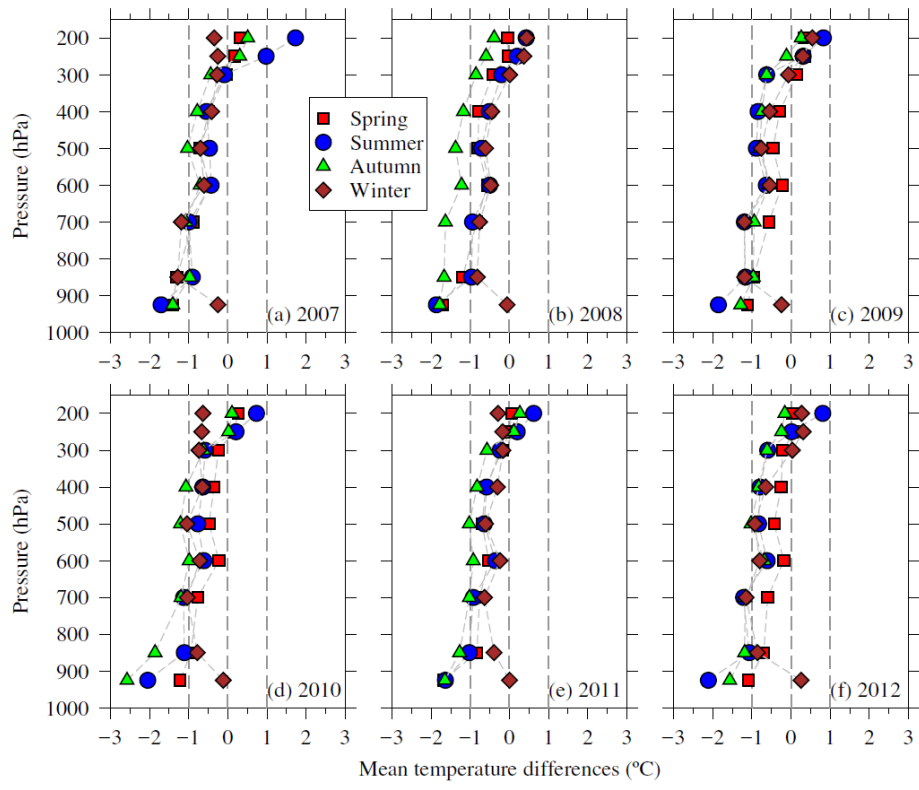 200
300
400
500
600
700
800
900
1000
Pressure (hPa)
Spring
Summer
Autumn
Winter
(a) 2007
(b) 2008
(c) 2009
−3 −2 −1 0 1 2 3
−3 −2 −1 0 1 2 3
−3 −2 −1 0 1 2 3
200
300
400
500
600
700
800
900
1000
Pressure (hPa)
(d) 2010
(e) 2011
(f) 2012
−3 −2 −1 0 1 2 3
−3 −2 −1 0 1 2 3
−3 −2 −1 0 1 2 3
Mean temperature differences (ºC)